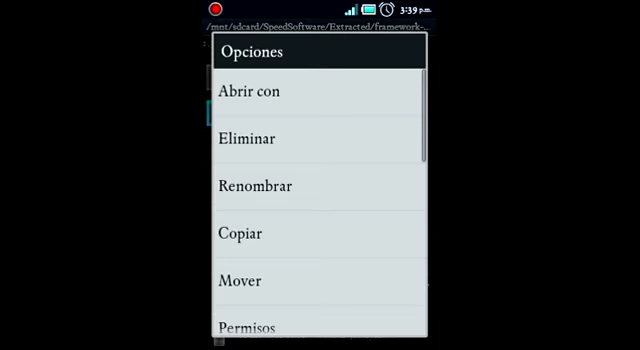 3:39 p.m.
/mnt/sdcard/SpeedSoftware/Extracted/framework-...
Opciones
Abrir con
Eliminar
Renombrar
Copiar
Mover
Permisos